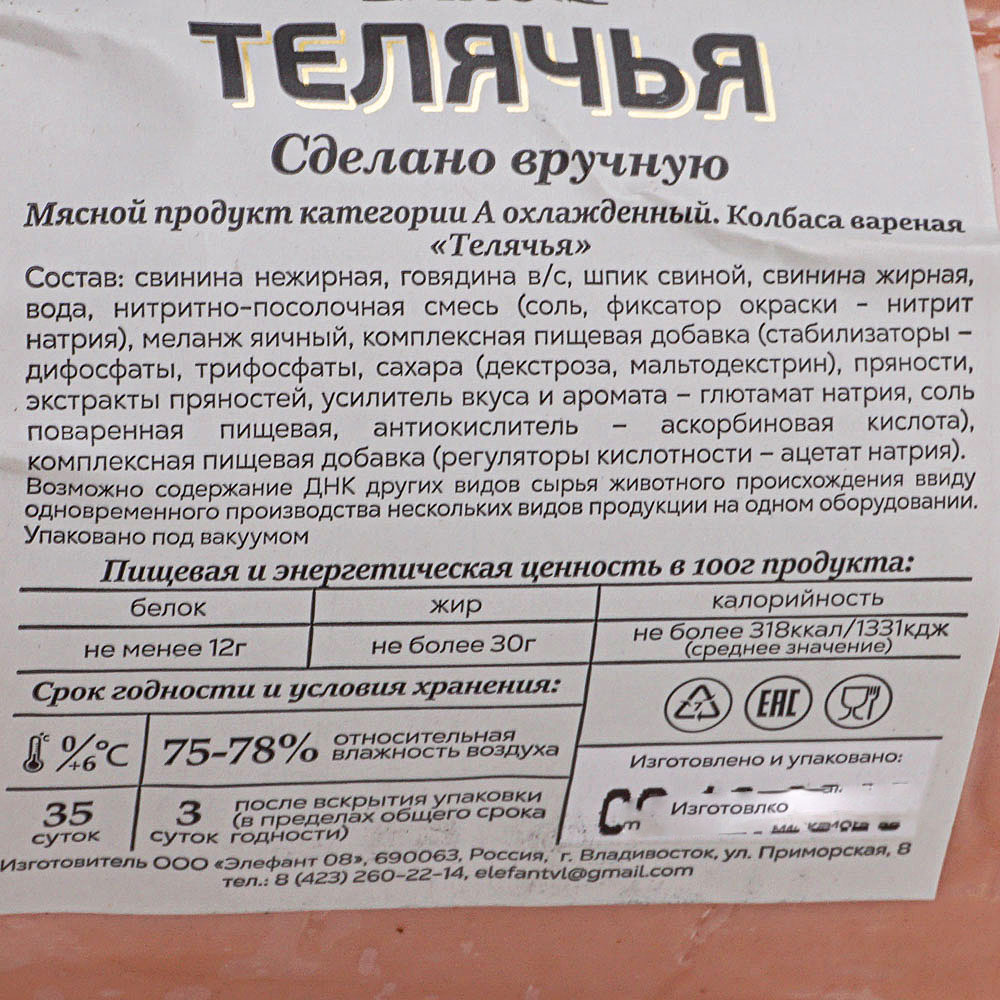 ТЕЛЯЧЬЯ
Сделано вручную
Мясной продукт категории А охлажденный. Колбаса вареная
«Телячья»
Состав: свинина нежирная, говядина в/с, шпик свиной, свинина жирная,
вода, нитритно-посолочная смесь (соль, фиксатор окраски - нитрит
натрия), меланж яичный, комплексная пищевая добавка (стабилизаторы –
дифосфаты, трифосфаты, сахара (декстроза, мальтодекстрин), пряности,
экстракты пряностей, усилитель вкуса и аромата – глютамат натрия, соль
поваренная пищевая, антиокислитель – аскорбиновая кислота),
комплексная пищевая добавка (регуляторы кислотности – ацетат натрия).
Возможно содержание ДНК других видов сырья животного происхождения ввиду
одновременного производства нескольких видов продукции на одном оборудовании.
Упаковано под вакуумом
Пищевая и энергетическая ценность в 100г продукта:
белок жир калорийность
не менее 12г не более 30г не более 318ккал/1331кдж
(среднее значение)
Срок годности и условия хранения:
EAC
0/+6 °C 75-78% относительная
влажность воздуха
Изготовлено и упаковано:
35
суток
3
суток
после вскрытия упаковки
(в пределах общего срока
годности)
Изготовлко
Изготовитель ООО «Элефант 08», 690063, Россия, г. Владивосток, ул. Приморская, 8
тел.: 8 (423) 260-22-14, elefantvl@gmail.com